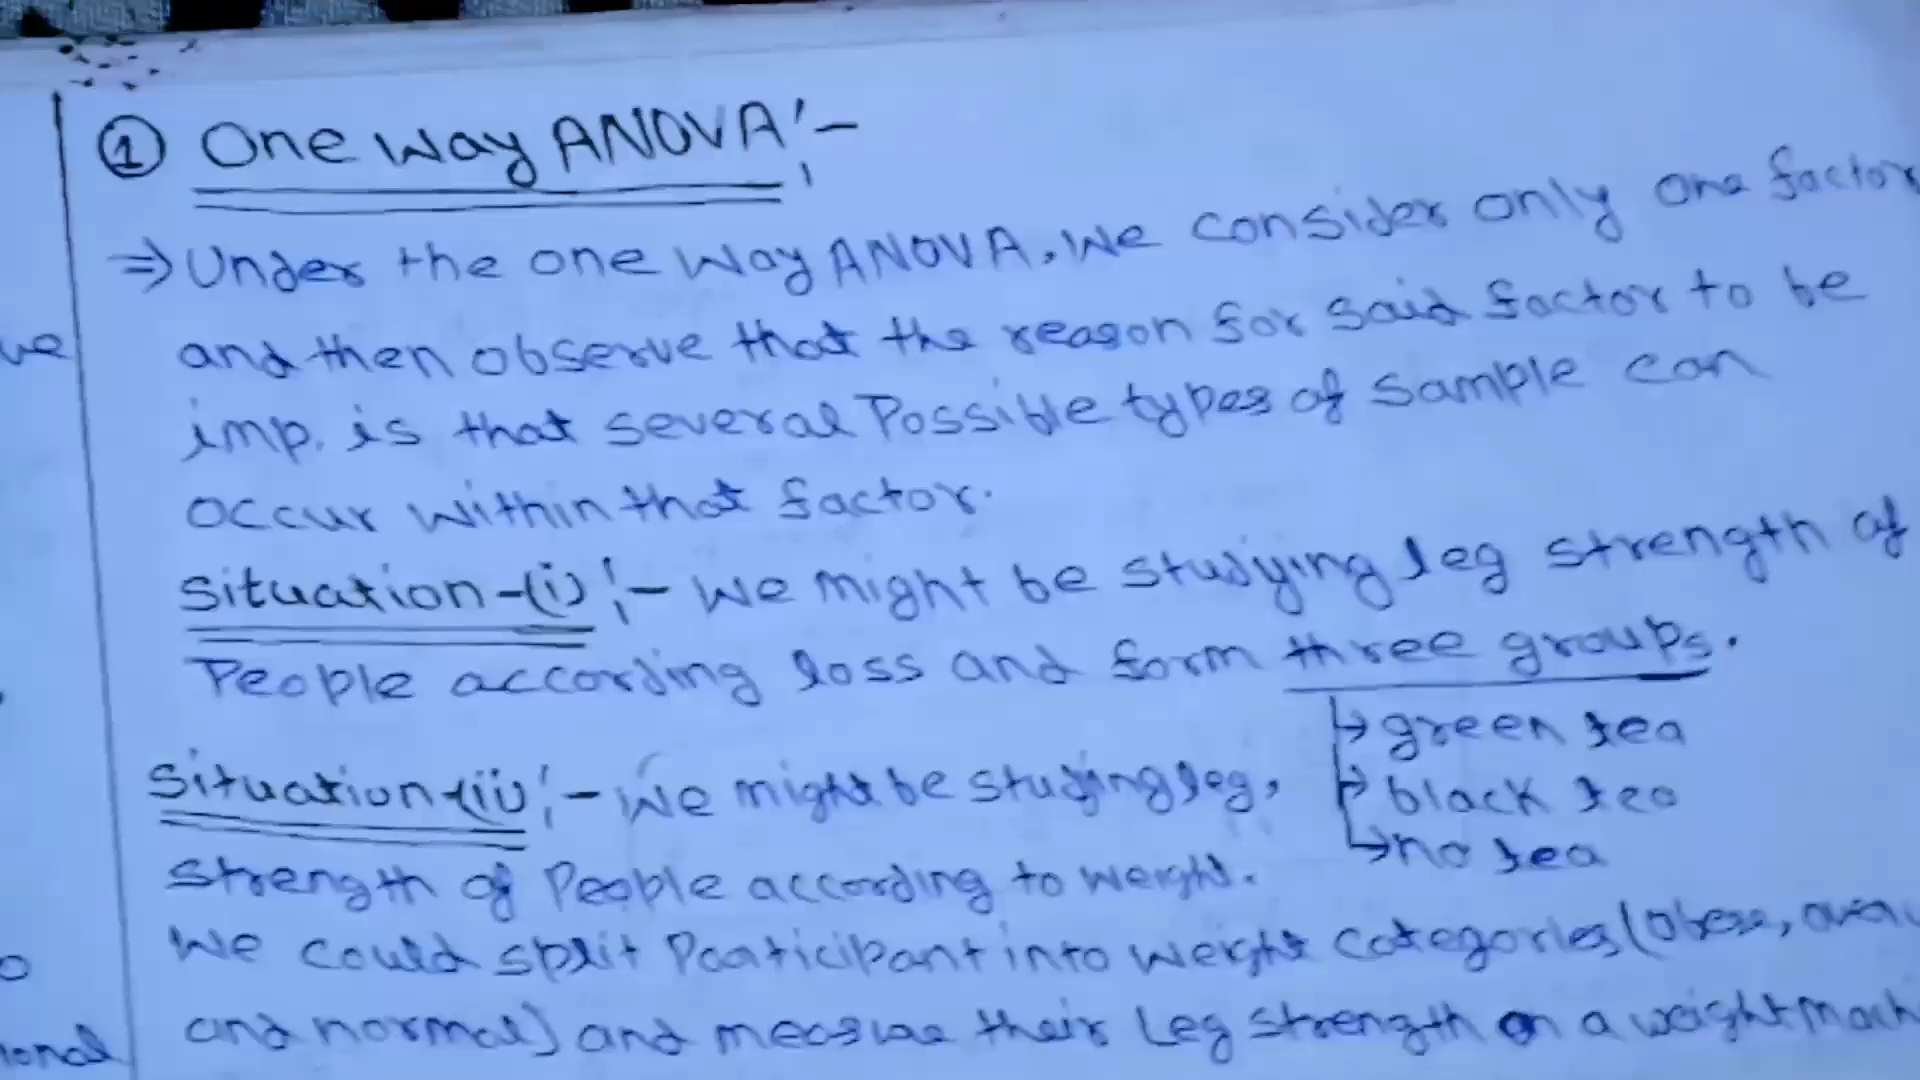 ① One Way ANOVA:-
⇒ Under the one way ANOVA, We consider only one factor
and then observe that the reason for said factor to be
imp. is that several Possible types of sample can
occur within that factor.
Situation-(i):- We might be studying leg strength of
People according loss and form three groups.
↳ green tea
↳ black tea
↳ no tea
Situation-(ii):- We might be studying leg,
strength of People according to weight.
We could split Participant into weight categories (obese,
and normal) and measure their Leg strength on a weight
ve
o
ional